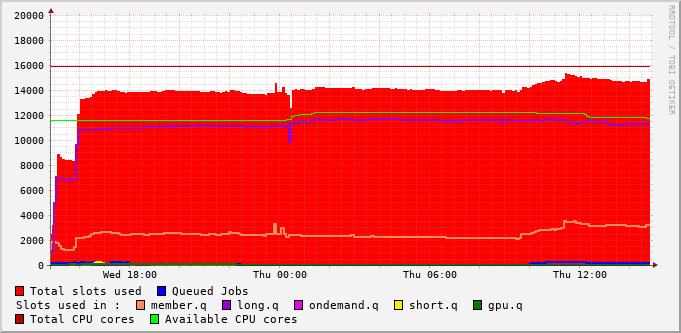 20000
18000
16000
14000
12000
10000
8000
6000
4000
2000
0
Wed 18:00 Thu 00:00 Thu 06:00 Thu 12:00
Total slots used Queued Jobs
Slots used in : member.q long.q ondemand.q short.q gpu.q
Total CPU cores Available CPU cores
RRDTOOL / TOBI OETIKER